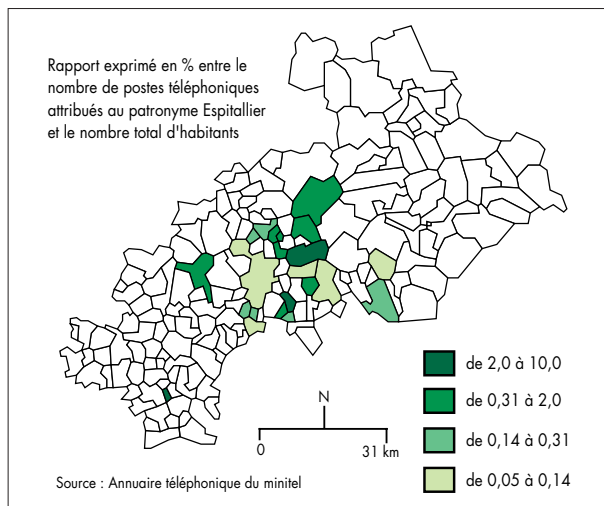 Rapport exprimé en % entre le
nombre de postes téléphoniques
attribués au patronyme Espitallier
et le nombre total d'habitants
de 2,0 à 10,0
de 0,31 à 2,0
de 0,14 à 0,31
de 0,05 à 0,14
N
0 31 km
Source : Annuaire téléphonique du minitel